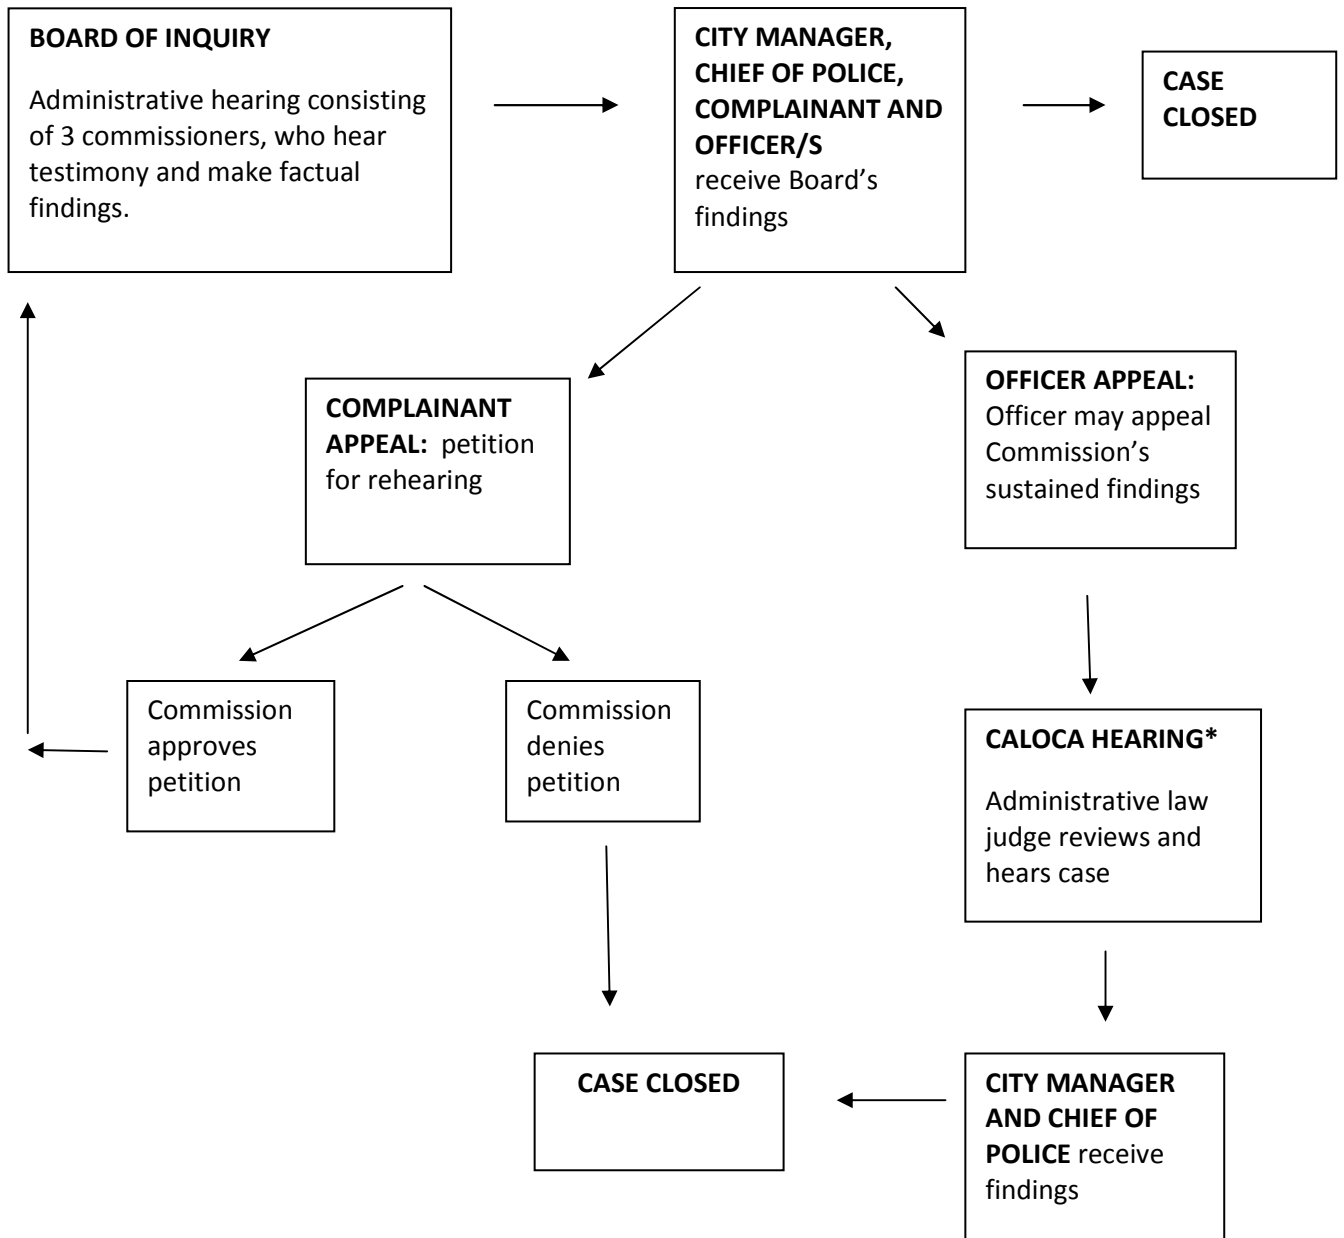 BOARD OF INQUIRY
Administrative hearing consisting
of 3 commissioners, who hear
testimony and make factual
findings.
CITY MANAGER,
CHIEF OF POLICE,
COMPLAINANT AND
OFFICER/S
receive Board’s
findings
CASE
CLOSED
COMPLAINANT
APPEAL: petition
for rehearing
OFFICER APPEAL:
Officer may appeal
Commission’s
sustained findings
Commission
approves
petition
Commission
denies
petition
CALOCA HEARING*
Administrative law
judge reviews and
hears case
CASE CLOSED
CITY MANAGER
AND CHIEF OF
POLICE receive
findings